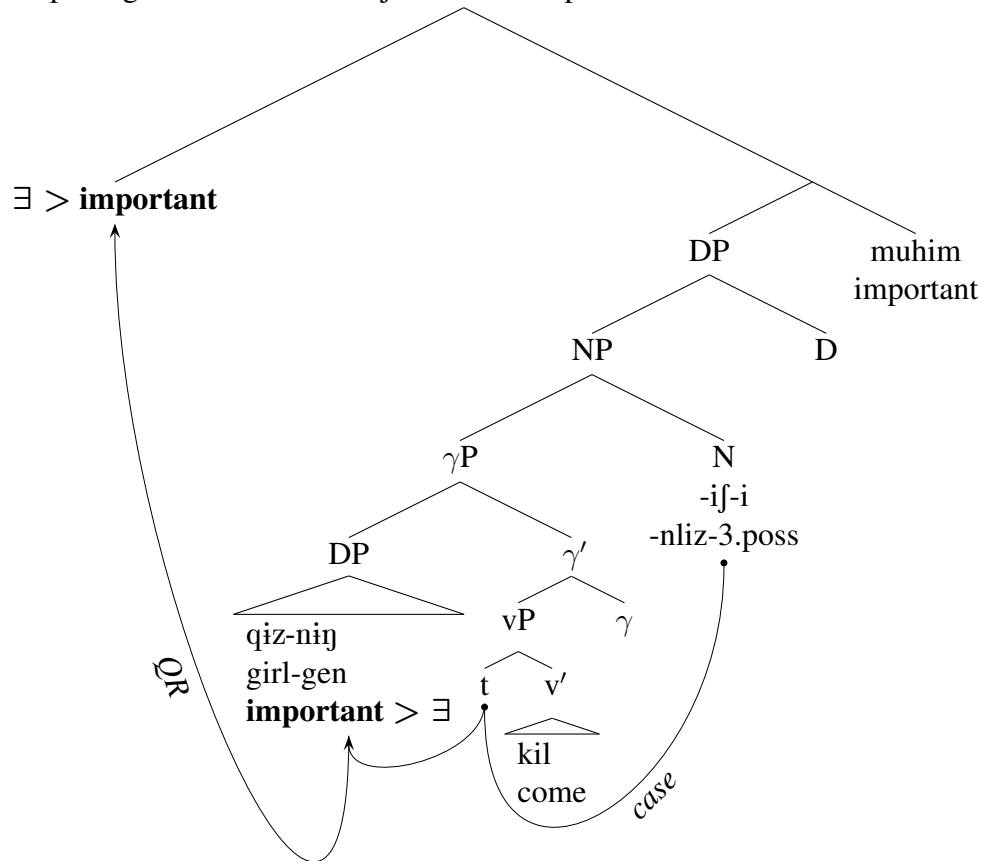 ∃ > important
DP
muhim
important
NP
D
γP
N
-iʃ-i
-nliz-3.poss
DP
γ′
vP
γ
qɨz-nɨŋ
girl-gen
important > ∃
t
v′
kil
come
QR
case